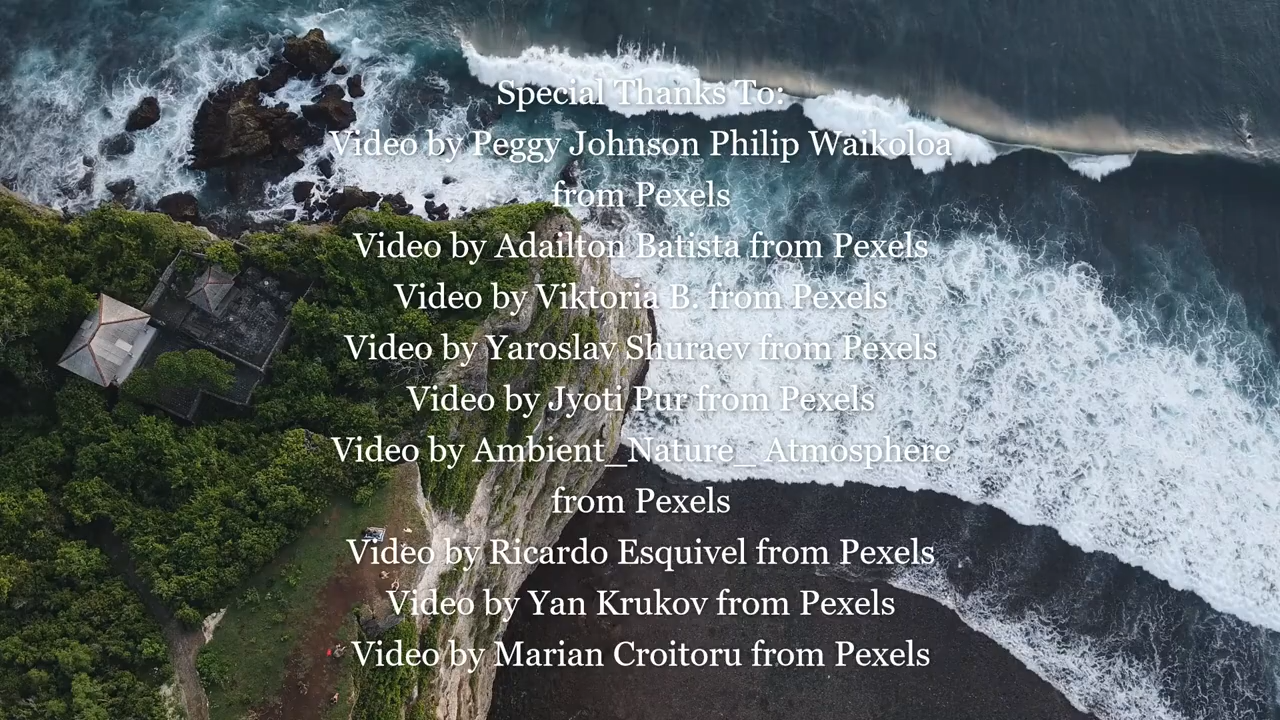 Special Thanks To:
Video by Peggy Johnson Philip Waikoloa
from Pexels
Video by Adailton Batista from Pexels
Video by Viktoria B. from Pexels
Video by Yaroslav Shuraev from Pexels
Video by Jyoti Pur from Pexels
Video by Ambient_Nature_ Atmosphere
from Pexels
Video by Ricardo Esquivel from Pexels
Video by Yan Krukov from Pexels
Video by Marian Croitoru from Pexels